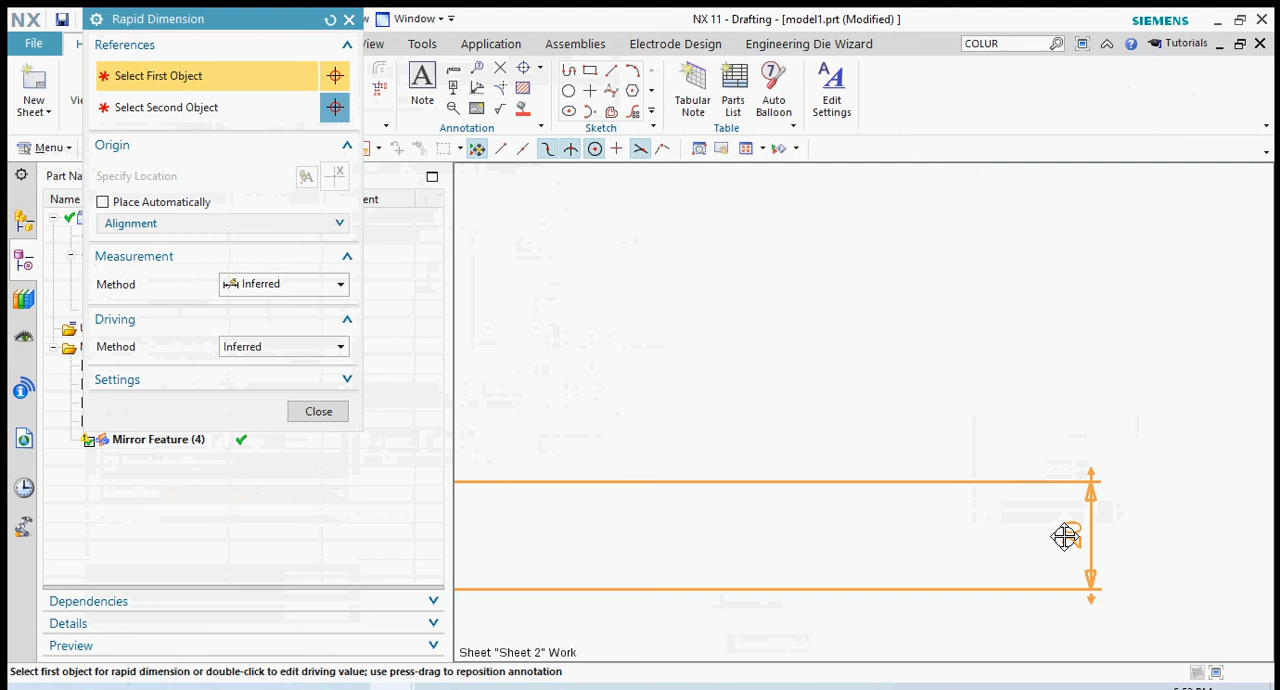 NX
Rapid Dimension
Window
NX 11 - Drafting - [model1.prt (Modified) ]
SIEMENS
File
Tools
Application
Assemblies
Electrode Design
Engineering Die Wizard
COLUR
Tutorials
References
Select First Object
Select Second Object
New
Sheet
Note
Annotation
Sketch
Tabular
Note
Parts
List
Auto
Balloon
Table
Edit
Settings
Menu
Origin
Specify Location
Place Automatically
Alignment
Name
Measurement
Method
Inferred
Driving
Method
Inferred
Settings
Close
Mirror Feature (4)
Dependencies
Details
Preview
Sheet "Sheet 2" Work
Select first object for rapid dimension or double-click to edit driving value; use press-drag to reposition annotation